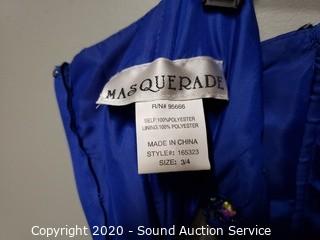 MASQUERADE
R/N# 95666
SELF:100%POLYESTER
LINING:100% POLYESTER
MADE IN CHINA
STYLE#: 165323
SIZE: 3/4
Copyright 2020 - Sound Auction Service